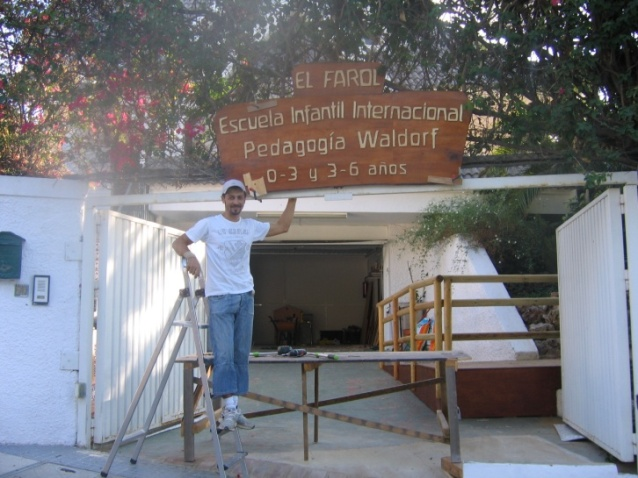 EL FAROL
Escuela Infantil Internacional
Pedagogía Waldorf
0-3 y 3-6 años